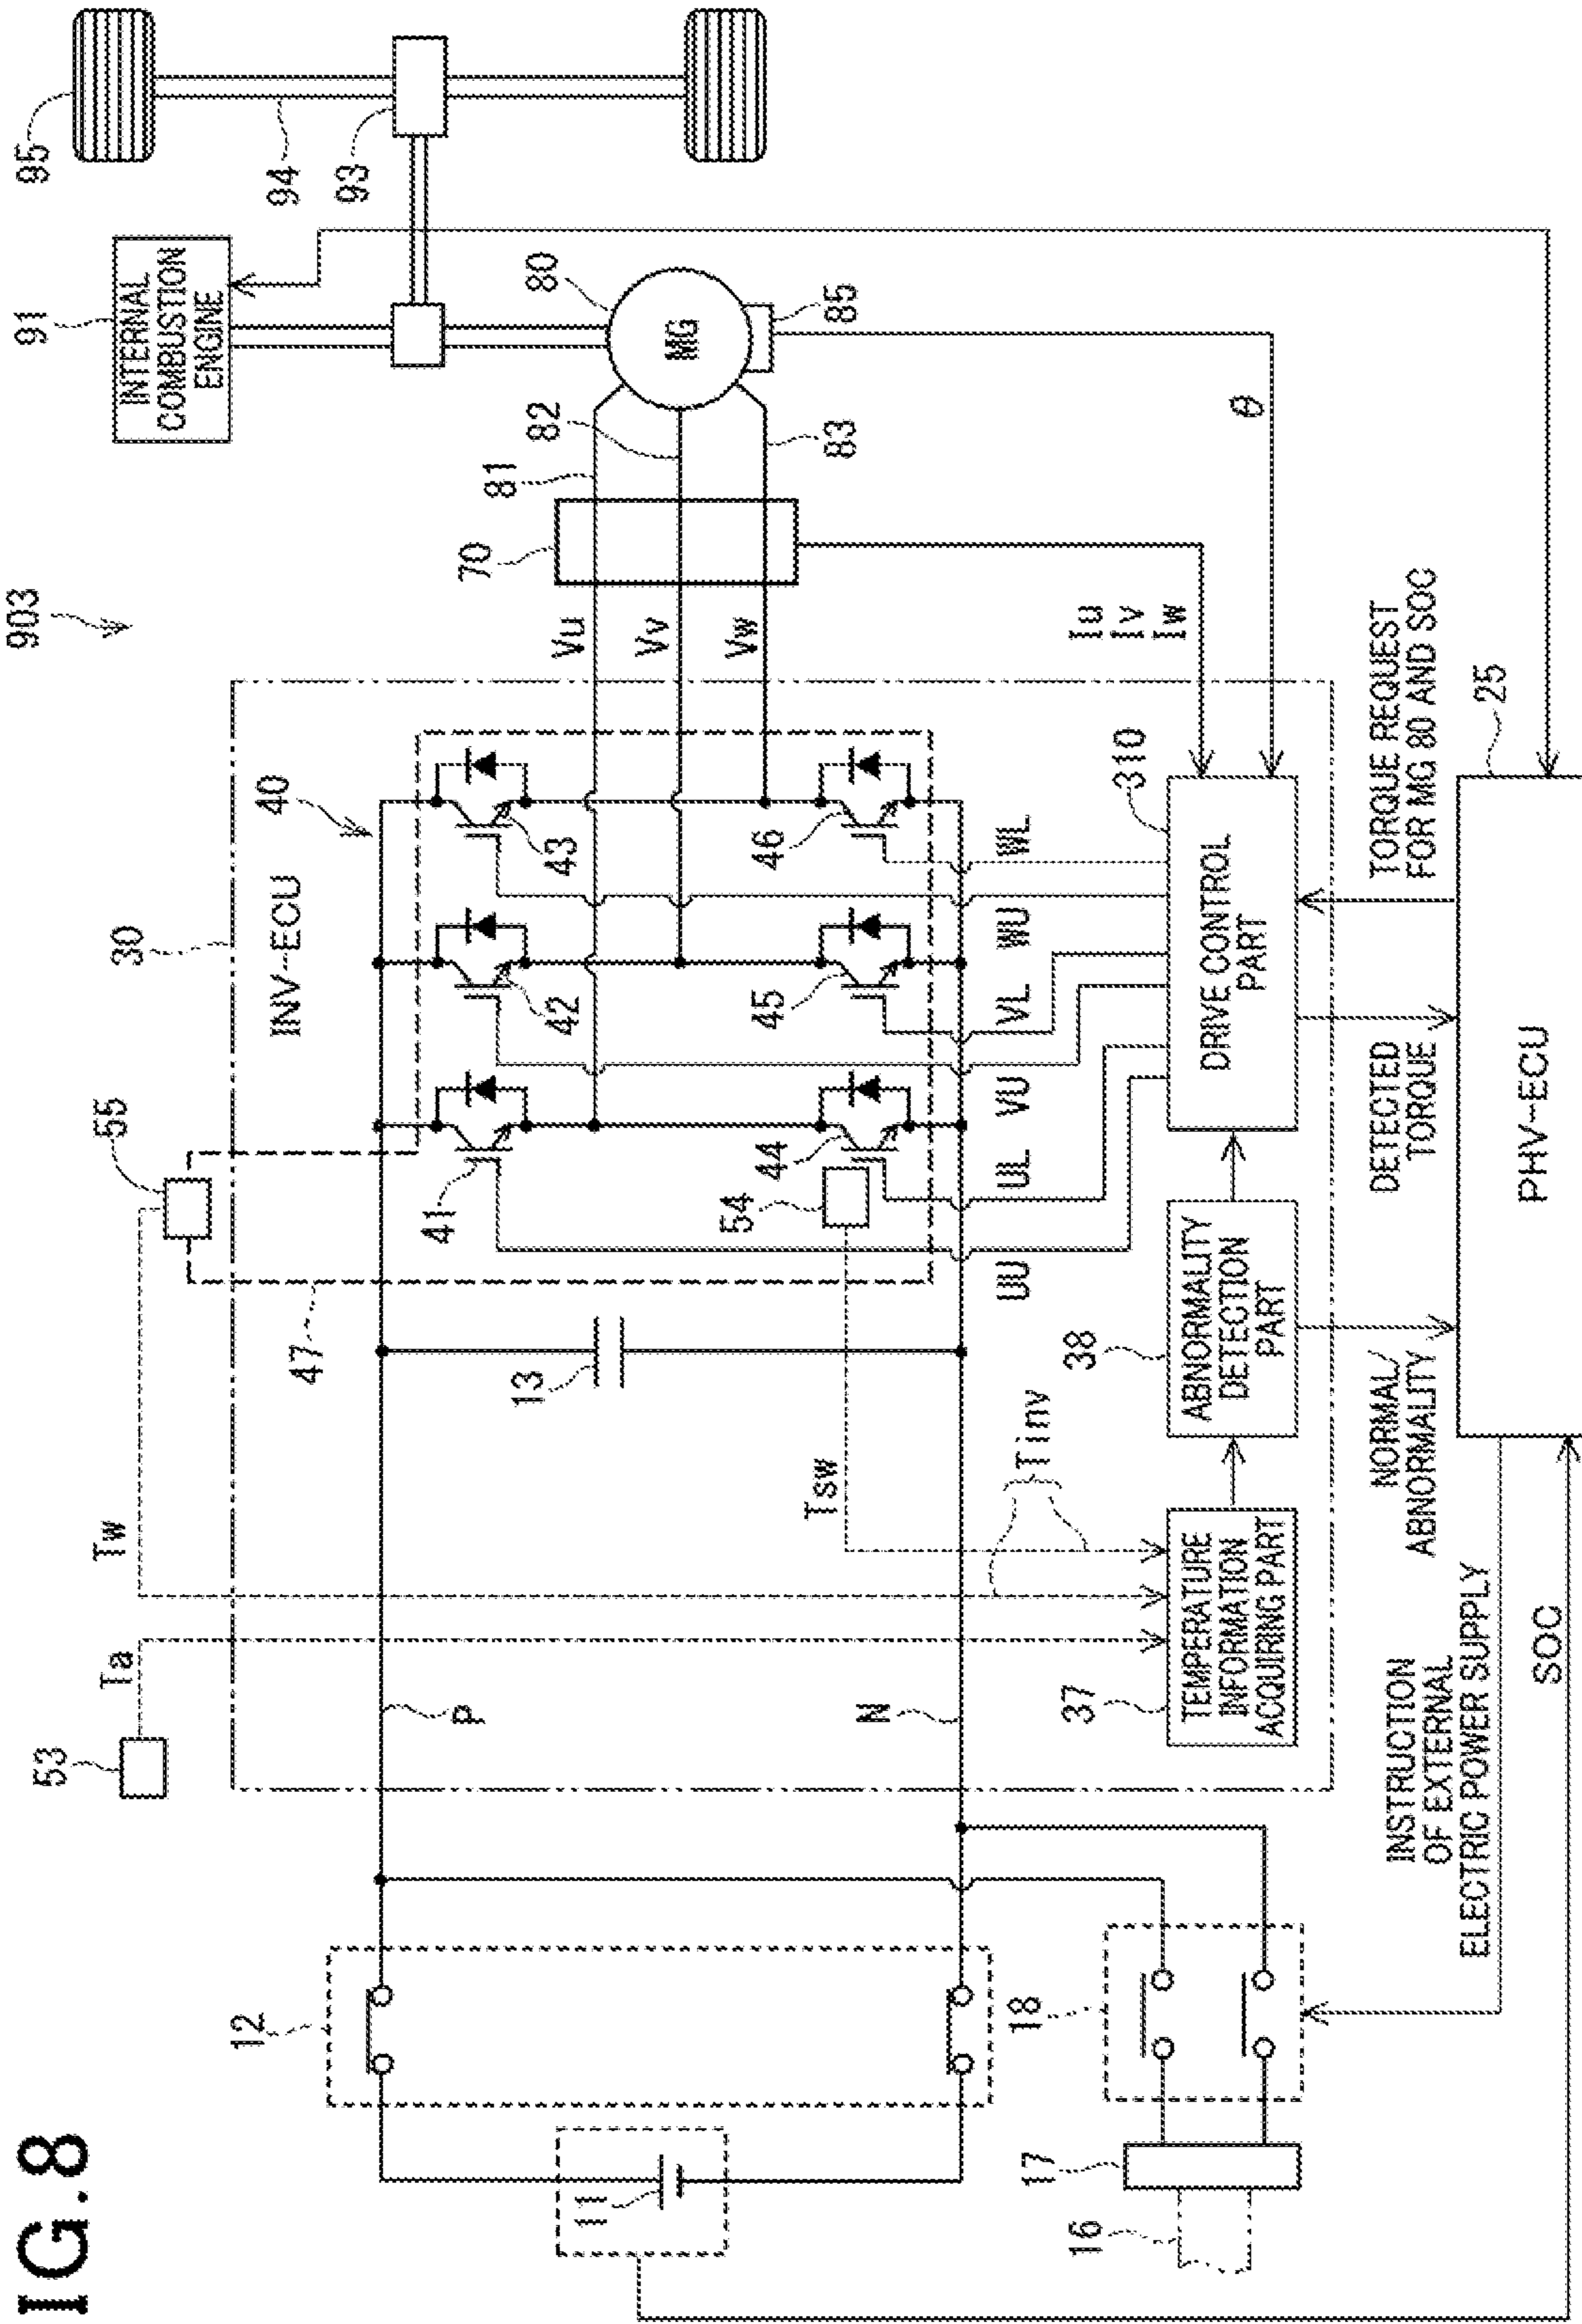 IG.8
903
95
94
93
91
INTERNAL
COMBUSTION
ENGINE
80
MG
85
81
82
83
70
θ
Vu
Vv
Vw
Iu
Iv
Iw
30
INV-ECU
40
43
42
41
46
45
44
54
55
47
13
WL
WU
VL
VU
UL
UU
310
DRIVE CONTROL
PART
TORQUE REQUEST
FOR MG 80 AND SOC
25
PHV-ECU
DETECTED
TORQUE
38
ABNORMALITY
DETECTION
PART
NORMAL/
ABNORMALITY
Tw
Tsw
Tinv
Ta
53
P
N
37
TEMPERATURE
INFORMATION
ACQUIRING PART
INSTRUCTION
OF EXTERNAL
ELECTRIC POWER SUPPLY
SOC
12
11
18
17
16